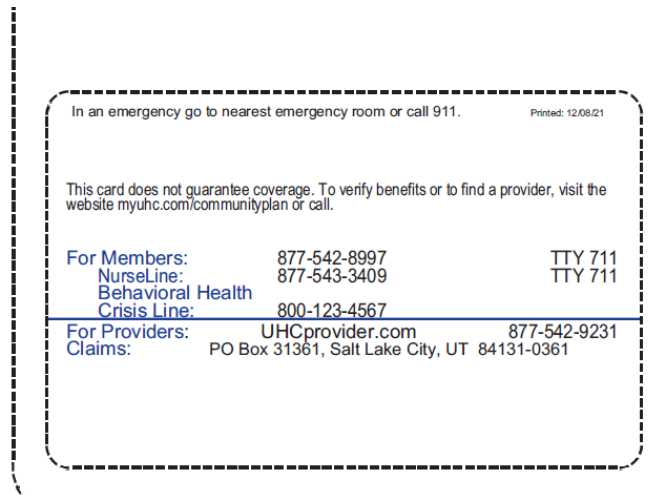 In an emergency go to nearest emergency room or call 911. Printed: 12/08/21
This card does not guarantee coverage. To verify benefits or to find a provider, visit the
website myuhc.com/communityplan or call.
For Members: 877-542-8997 TTY 711
NurseLine: 877-543-3409 TTY 711
Behavioral Health
Crisis Line: 800-123-4567
For Providers: UHCprovider.com 877-542-9231
Claims: PO Box 31361, Salt Lake City, UT 84131-0361